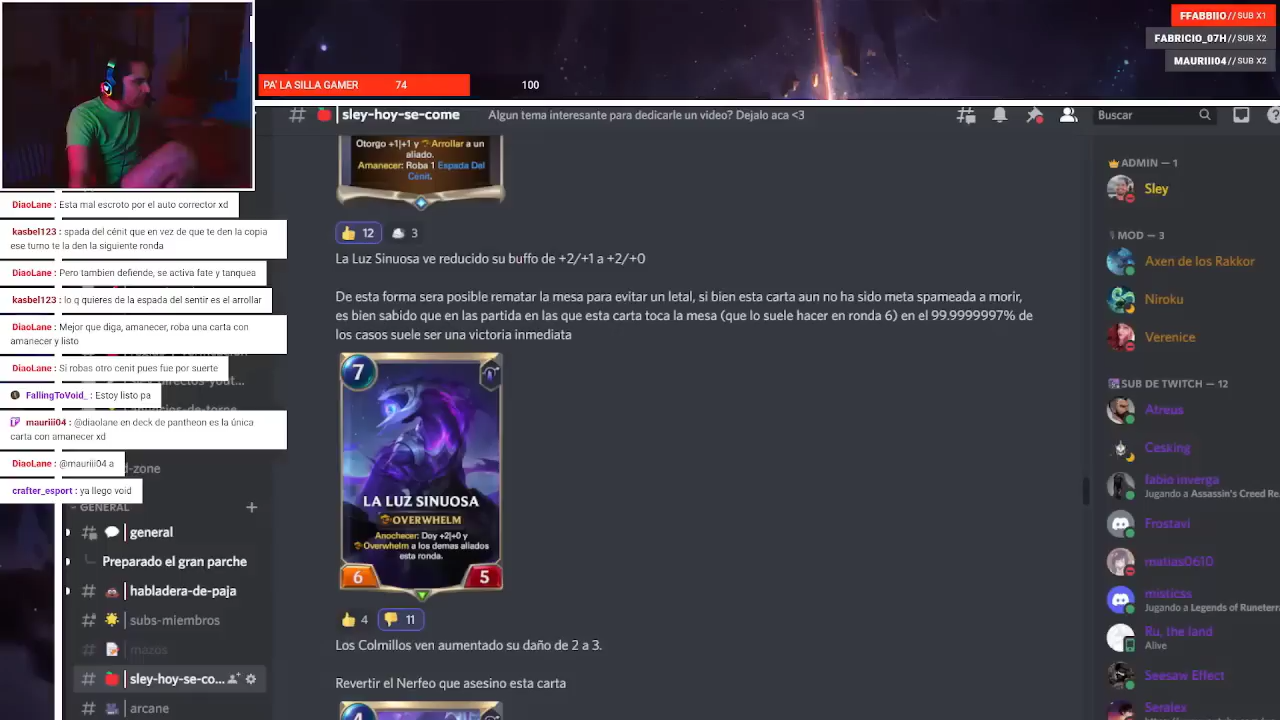 FFABBIIO// SUB X1
FABRICIO_07H// SUB X2
MAURIII04// SUB X2
PA' LA SILLA GAMER 74 100
sley-hoy-se-come
Algun tema interesante para dedicarle un video? Dejalo aca <3
Buscar
DiaoLane : Esta mal escroto por el auto corrector xd
kasbel123 : spada del cénit que en vez de que te den la copia
ese turno te la den la siguiente ronda
DiaoLane : Pero tambien defiende, se activa fate y tanquea
kasbel123 : lo q quieres de la espada del sentir es el arrollar
DiaoLane : Mejor que diga, amanecer, roba una carta con
amanecer y listo
DiaoLane : Si robas otro cenit pues fue por suerte
FallingToVoid_ : Estoy listo pa
mauriii04 : @diaolane en deck de pantheon es la única
carta con amanecer xd
DiaoLane : @mauriii04 a
d-zone
crafter_esport : ya llego void
GENERAL
general
Preparado el gran parche
habladera-de-paja
subs-miembros
mazos
sley-hoy-se-co...
arcane
Otorgo +1|+1 y Arrollar a un
aliado.
Amanecer: Roba 1 Espada Del
Cenit.
12 3
La Luz Sinuosa ve reducido su buffo de +2/+1 a +2/+0
De esta forma sera posible rematar la mesa para evitar un letal, si bien esta carta aun no ha sido meta spameada a morir,
es bien sabido que en las partida en las que esta carta toca la mesa (que lo suele hacer en ronda 6) en el 99.9999997% de
los casos suele ser una victoria inmediata
7
LA LUZ SINUOSA
OVERWHELM
Anochecer: Doy +2|+0 y
Overwhelm a los demas aliados
esta ronda.
6 5
4 11
Los Colmillos ven aumentado su daño de 2 a 3.
Revertir el Nerfeo que asesino esta carta
4
ADMIN — 1
Sley
MOD — 3
Axen de los Rakkor
Niroku
Verenice
SUB DE TWITCH — 12
Atreus
Cesking
fabio inverga
Jugando a Assassin's Creed Re...
Frostavi
matias0610
misticss
Jugando a Legends of Runeterra
Ru, the land
Alive
Seesaw Effect
Seralex